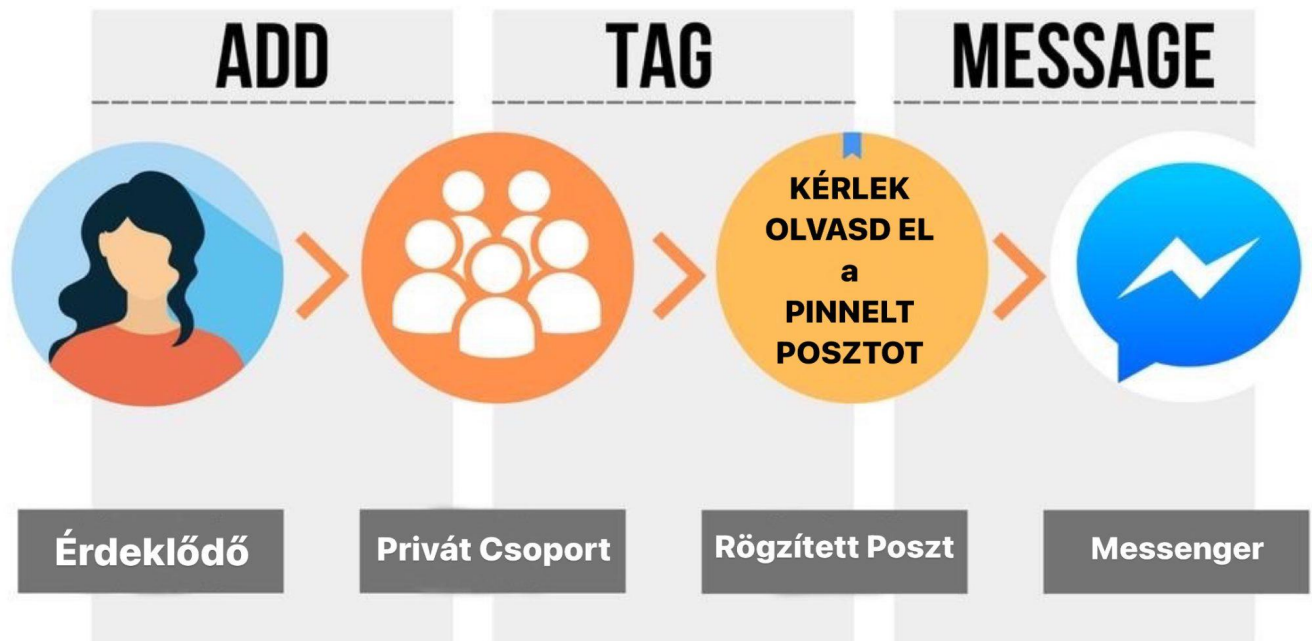 ADD
TAG
MESSAGE
KÉRLEK
OLVASD EL
a
PINNELT
POSZTOT
Érdeklődő
Privát Csoport
Rögzített Poszt
Messenger